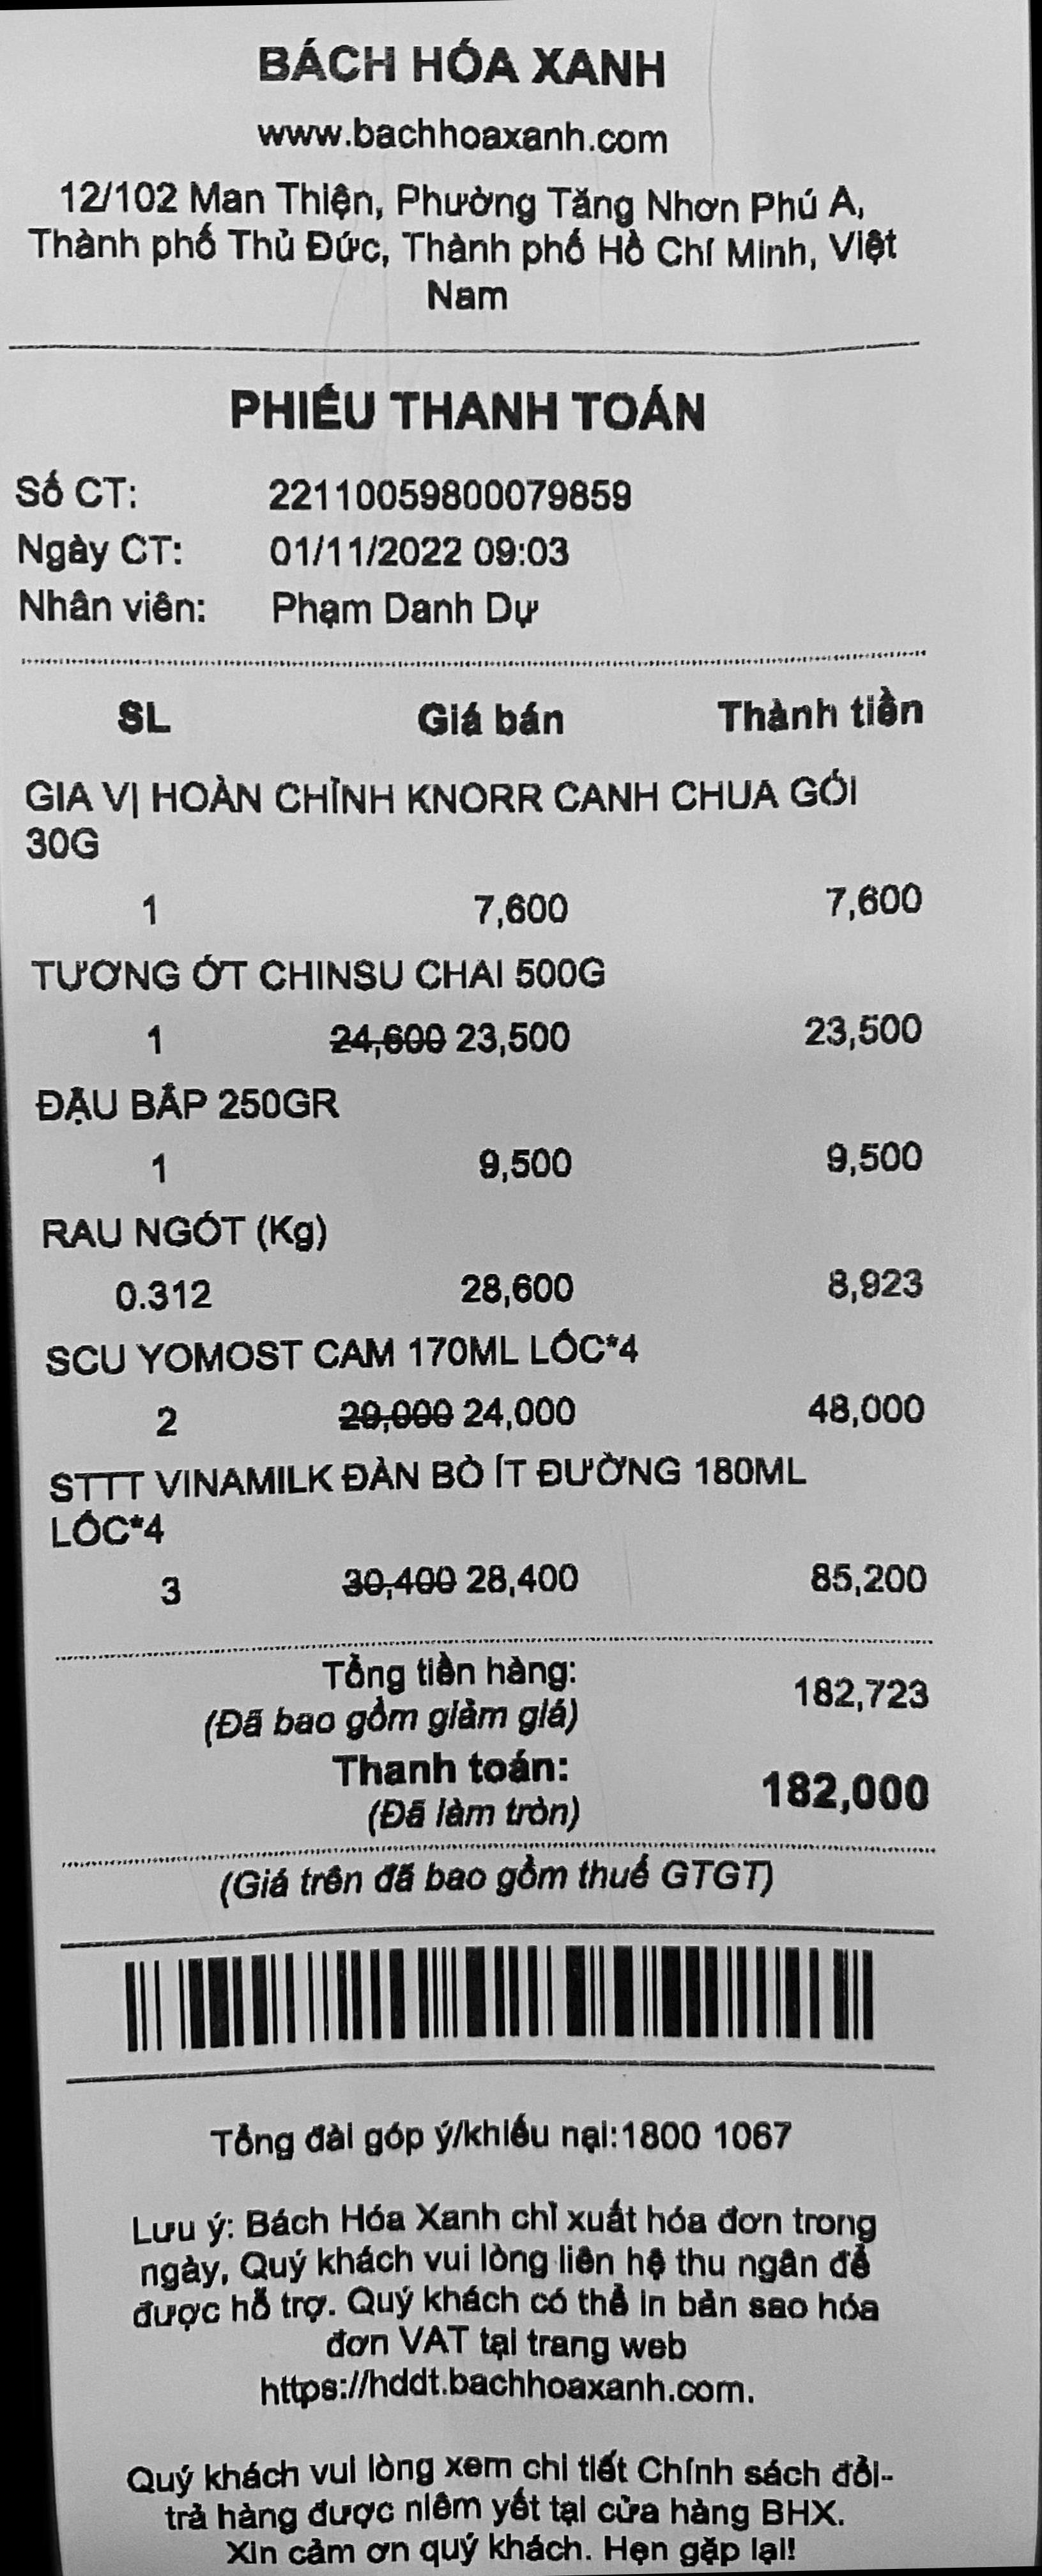 BÁCH HÓA XANH
www.bachhoaxanh.com
12/102 Man Thiện, Phường Tăng Nhơn Phú A,
Thành phố Thủ Đức, Thành phố Hồ Chí Minh, Việt
Nam
PHIẾU THANH TOÁN
Số CT: 22110059800079859
Ngày CT: 01/11/2022 09:03
Nhân viên: Phạm Danh Dự
SL Giá bán Thành tiền
GIA VỊ HOÀN CHỈNH KNORR CANH CHUA GÓI
30G
1 7,600 7,600
TƯƠNG ỚT CHINSU CHAI 500G
1 24,600 23,500 23,500
ĐẬU BẮP 250GR
1 9,500 9,500
RAU NGÓT (Kg)
0.312 28,600 8,923
SCU YOMOST CAM 170ML LỐC*4
2 29,000 24,000 48,000
STTT VINAMILK ĐÀN BÒ ÍT ĐƯỜNG 180ML
LỐC*4
3 30,400 28,400 85,200
Tổng tiền hàng: 182,723
(Đã bao gồm giảm giá)
Thanh toán: 182,000
(Đã làm tròn)
(Giá trên đã bao gồm thuế GTGT)
Tổng đài góp ý/khiếu nại:1800 1067
Lưu ý: Bách Hóa Xanh chỉ xuất hóa đơn trong
ngày, Quý khách vui lòng liên hệ thu ngân để
được hỗ trợ. Quý khách có thể in bản sao hóa
đơn VAT tại trang web
https://hddt.bachhoaxanh.com.
Quý khách vui lòng xem chi tiết Chính sách đổi-
trả hàng được niêm yết tại cửa hàng BHX.
Xin cảm ơn quý khách. Hẹn gặp lại!